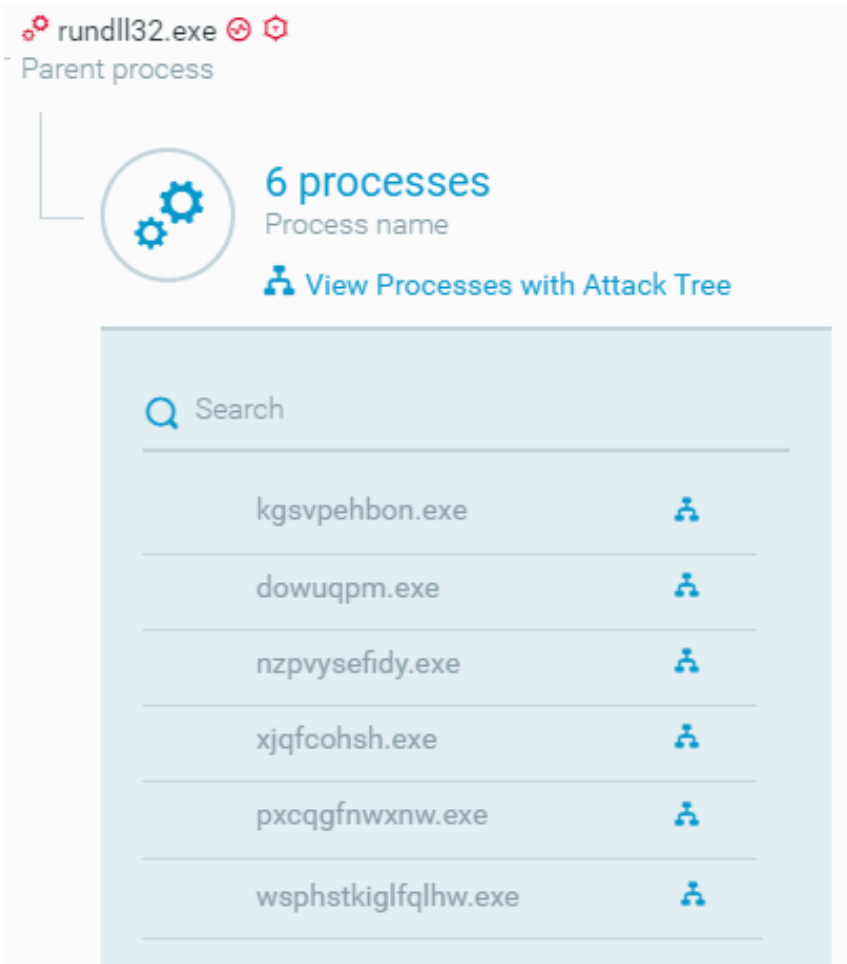 rundll32.exe
Parent process
6 processes
Process name
View Processes with Attack Tree
Search
kgsvpehbon.exe
dowuqpm.exe
nzpvysefidy.exe
xjqfcohsh.exe
pxcqgfnwxnw.exe
wsphstkiglfqlhw.exe